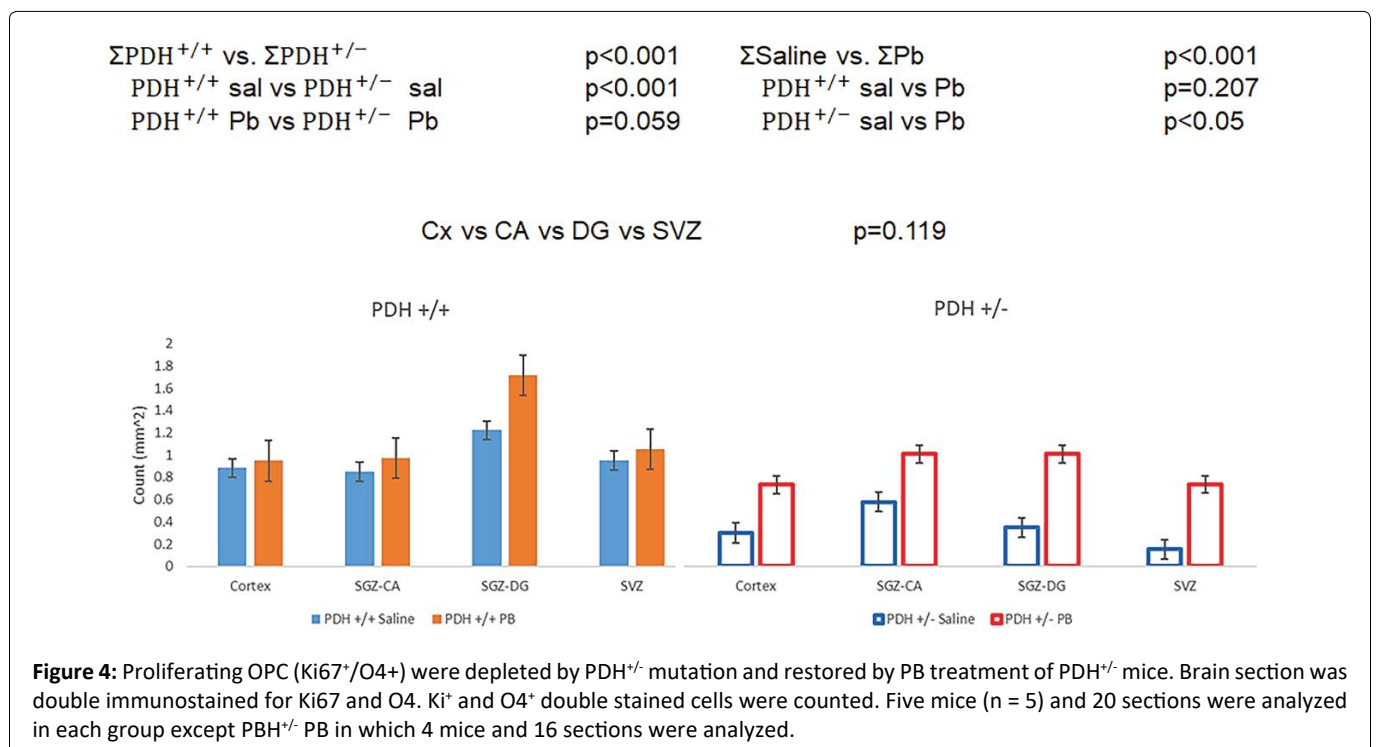 ΣPDH⁺/⁺ vs. ΣPDH⁺/⁻ p<0.001
PDH⁺/⁺ sal vs PDH⁺/⁻ sal p<0.001
PDH⁺/⁺ Pb vs PDH⁺/⁻ Pb p=0.059
ΣSaline vs. ΣPb p<0.001
PDH⁺/⁺ sal vs Pb p=0.207
PDH⁺/⁻ sal vs Pb p<0.05
Cx vs CA vs DG vs SVZ p=0.119
PDH +/+
PDH +/-
Count (mm^2)
2
1.8
1.6
1.4
1.2
1
0.8
0.6
0.4
0.2
0
Cortex SGZ-CA SGZ-DG SVZ
Cortex SGZ-CA SGZ-DG SVZ
PDH +/+ Saline PDH +/+ PB
PDH +/- Saline PDH +/- PB
Figure 4: Proliferating OPC (Ki67⁺/O4+) were depleted by PDH⁺/⁻ mutation and restored by PB treatment of PDH⁺/⁻ mice. Brain section was
double immunostained for Ki67 and O4. Ki⁺ and O4⁺ double stained cells were counted. Five mice (n = 5) and 20 sections were analyzed
in each group except PBH⁺/⁻ PB in which 4 mice and 16 sections were analyzed.